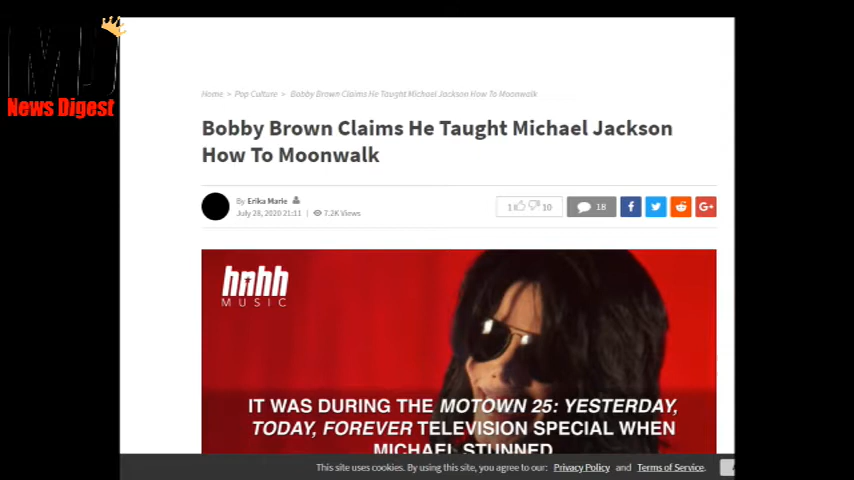 MD
News Digest
Home > Pop Culture > Bobby Brown Claims He Taught Michael Jackson How To Moonwalk
Bobby Brown Claims He Taught Michael Jackson
How To Moonwalk
By Erika Marie
July 28, 2020 21:11 | 7.2K Views
1 10
18
hnhh
MUSIC
IT WAS DURING THE MOTOWN 25: YESTERDAY,
TODAY, FOREVER TELEVISION SPECIAL WHEN
MICHAEL STUNNED
This site uses cookies. By using this site, you agree to our: Privacy Policy and Terms of Service.